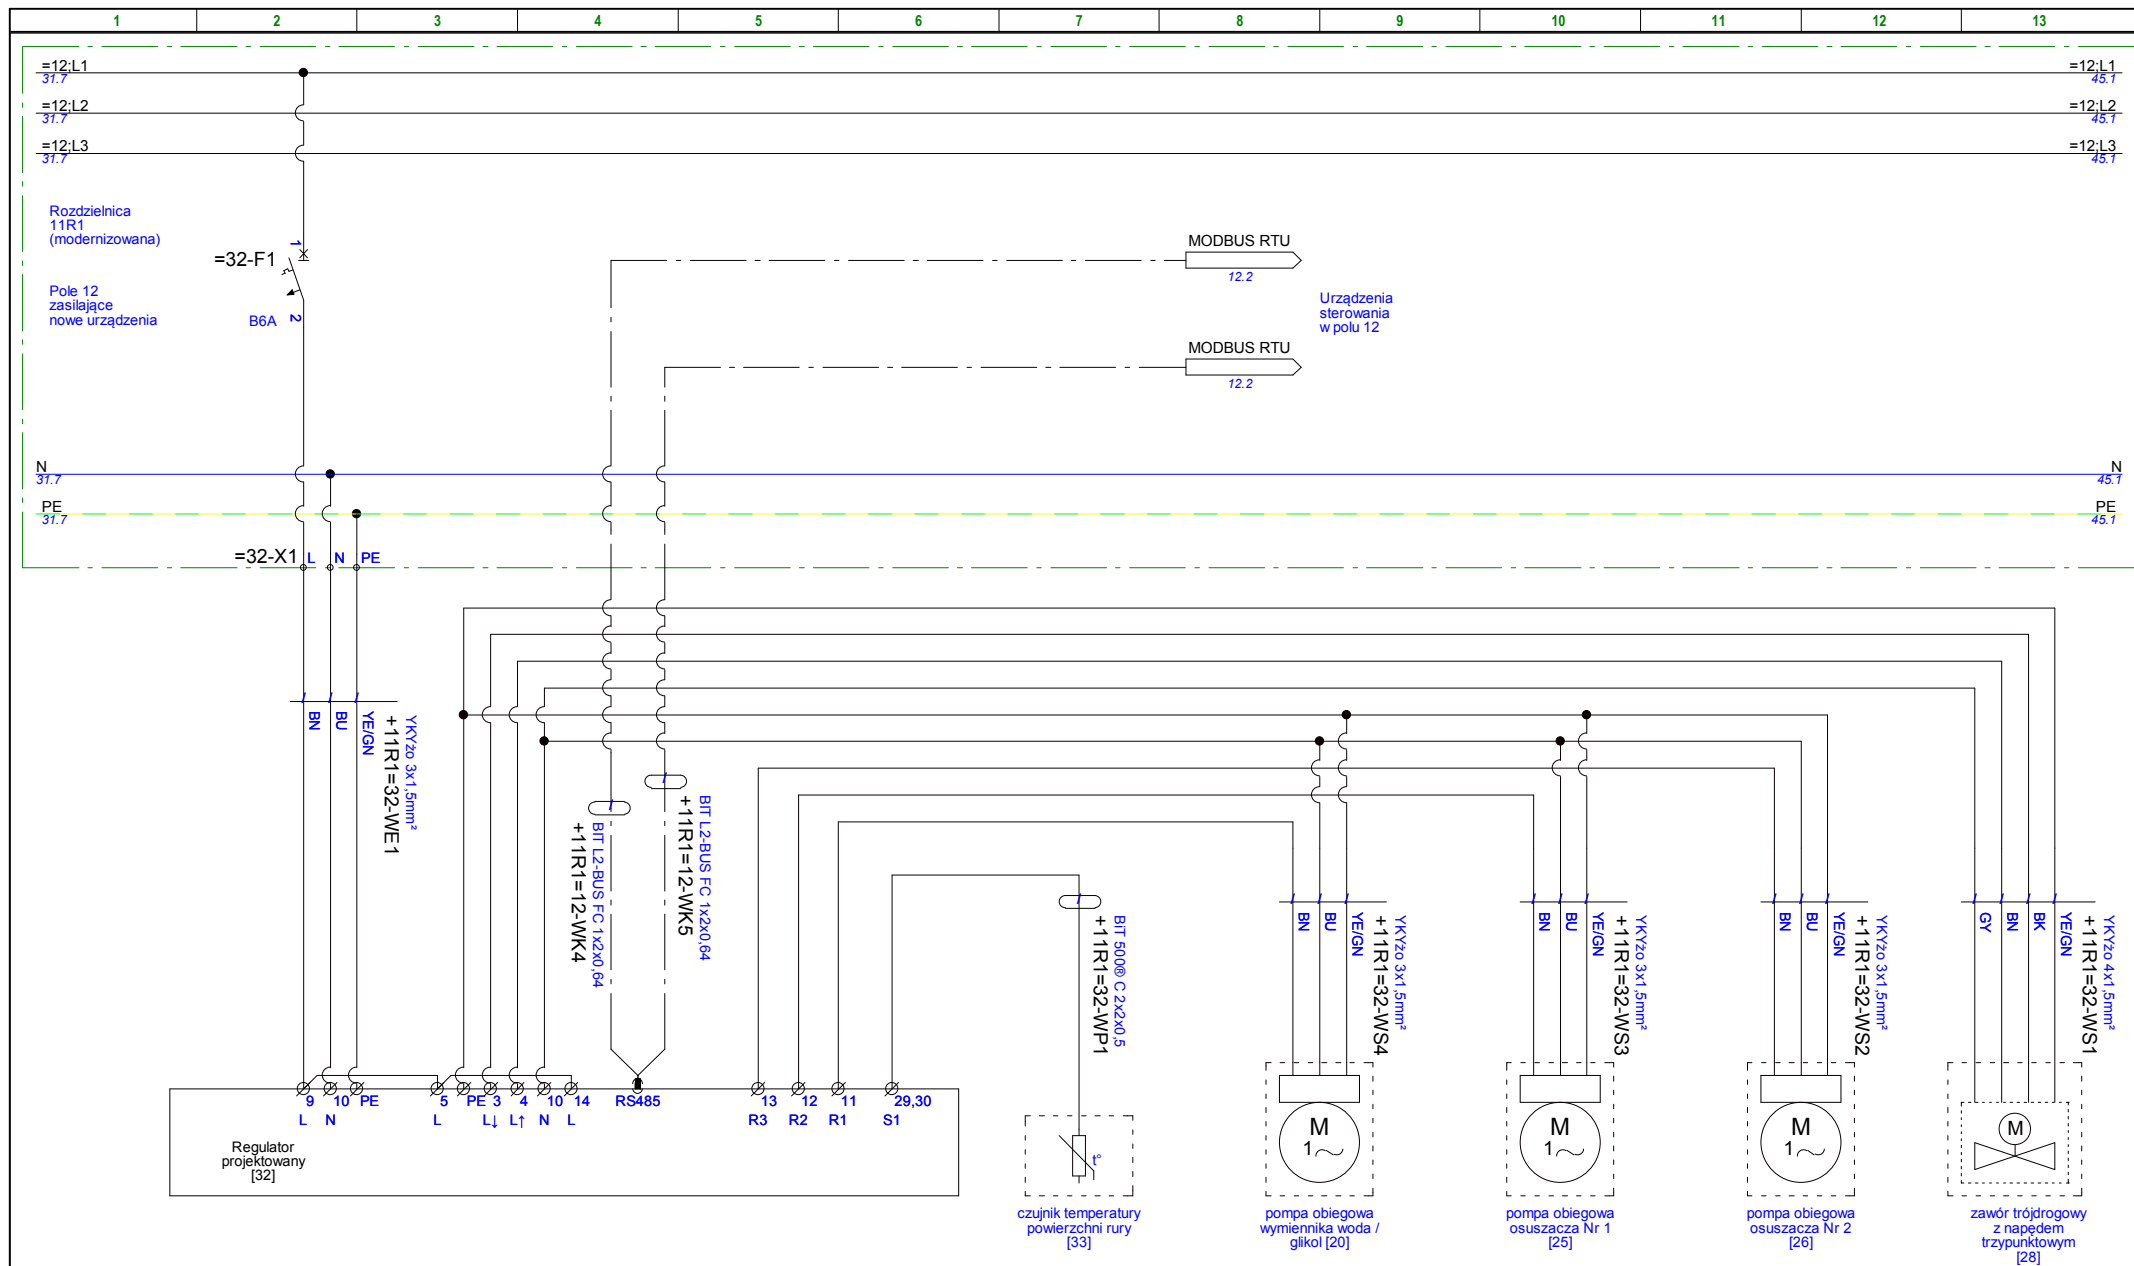 1 2 3 4 5 6 7 8 9 10 11 12 13
=12;L1
31.7
=12;L1
45.1
=12;L2
31.7
=12;L2
45.1
=12;L3
31.7
=12;L3
45.1
Rozdzielnica
11R1
(modernizowana)
Pole 12
zasilające
nowe urządzenia
=32-F1
1
2
B6A
MODBUS RTU
12.2
Urządzenia
sterowania
w polu 12
MODBUS RTU
12.2
N
31.7
N
45.1
PE
31.7
PE
45.1
=32-X1 L N PE
BN
BU
YE/GN
+11R1=32-WE1
YKYżo 3x1,5mm²
+11R1=12-WK4
BIT L2-BUS FC 1x2x0,64
+11R1=12-WK5
BIT L2-BUS FC 1x2x0,64
+11R1=32-WP1
BiT 500® C 2x2x0,5
BN
BU
YE/GN
+11R1=32-WS4
YKYżo 3x1,5mm²
BN
BU
YE/GN
+11R1=32-WS3
YKYżo 3x1,5mm²
BN
BU
YE/GN
+11R1=32-WS2
YKYżo 3x1,5mm²
GY
BN
BK
YE/GN
+11R1=32-WS1
YKYżo 4x1,5mm²
9 10 PE 5 PE 3 4 10 14 RS485 13 12 11 29,30
L N L L↓ L↑ N L R3 R2 R1 S1
Regulator
projektowany
[32]
t°
M
1
M
1
M
1
M
czujnik temperatury
powierzchni rury
[33]
pompa obiegowa
wymiennika woda /
glikol [20]
pompa obiegowa
osuszacza Nr 1
[25]
pompa obiegowa
osuszacza Nr 2
[26]
zawór trójdrogowy
z napędem
trzypunktowym
[28]